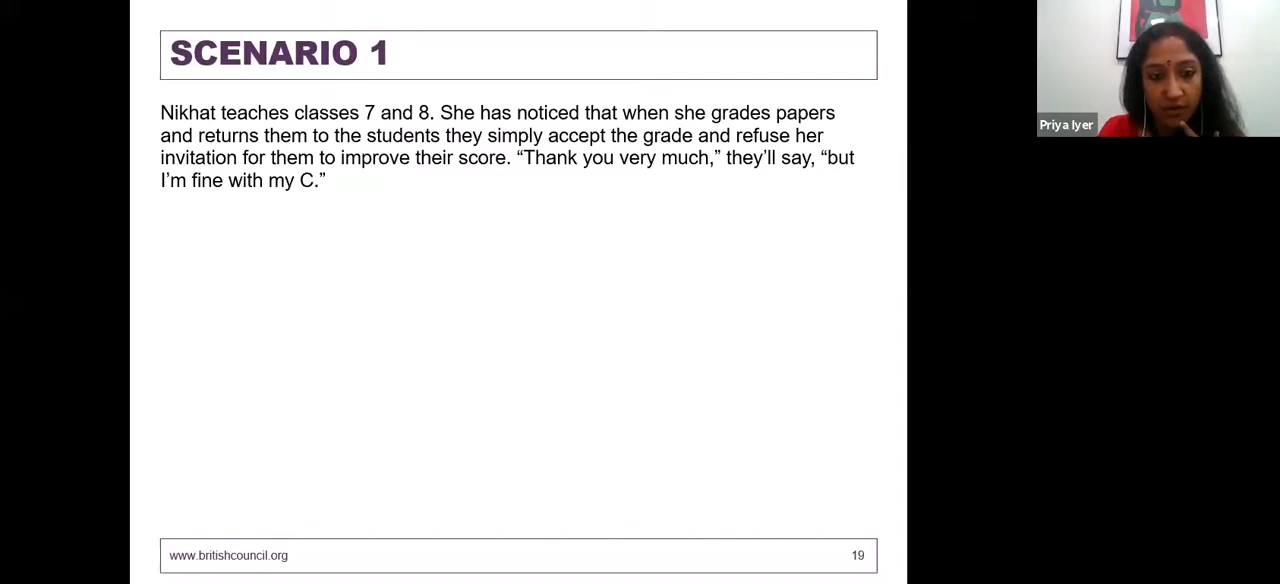 SCENARIO 1
Nikhat teaches classes 7 and 8. She has noticed that when she grades papers
and returns them to the students they simply accept the grade and refuse her
invitation for them to improve their score. “Thank you very much,” they’ll say, “but
I’m fine with my C.”
www.britishcouncil.org
19
Priya Iyer